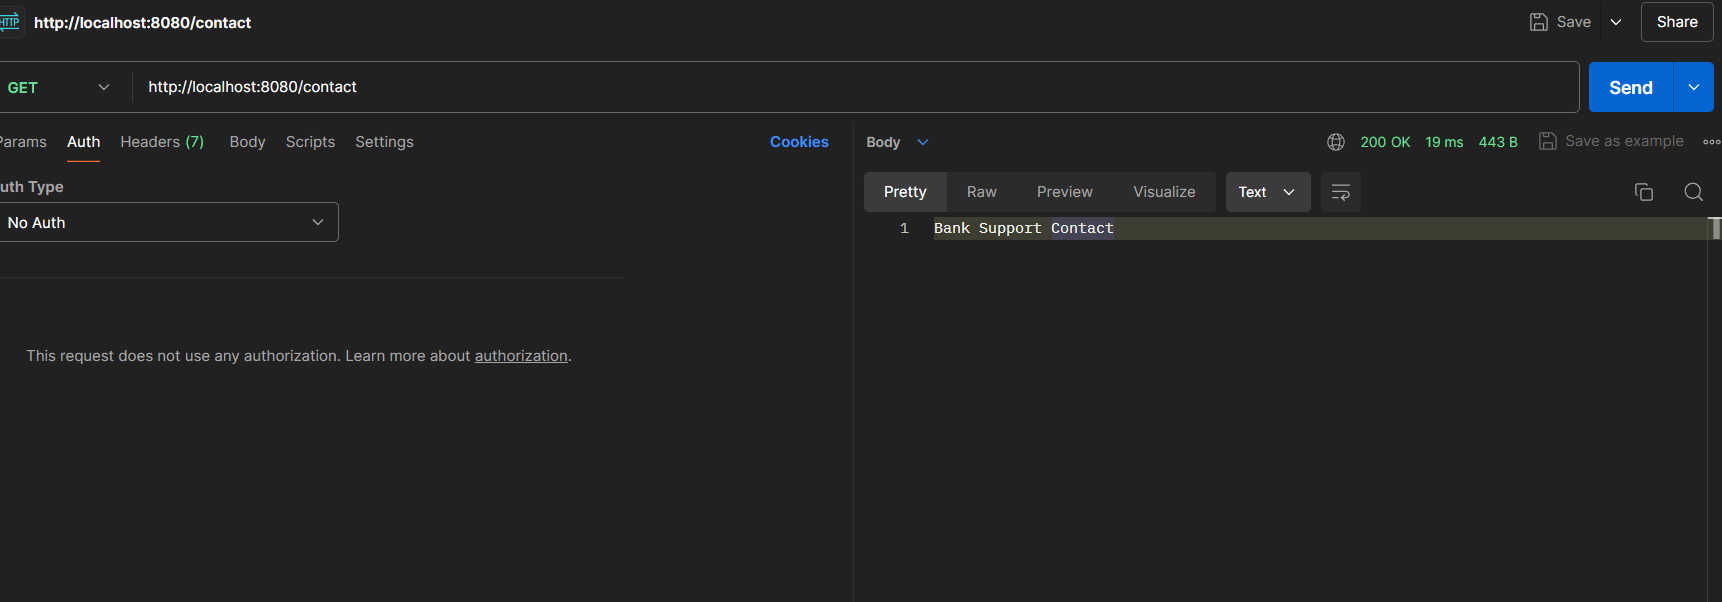 HTTP http://localhost:8080/contact Save Share
GET http://localhost:8080/contact Send
Params Auth Headers (7) Body Scripts Settings Cookies
uth Type
No Auth
This request does not use any authorization. Learn more about authorization.
Body 200 OK 19 ms 443 B Save as example
Pretty Raw Preview Visualize Text
1 Bank Support Contact